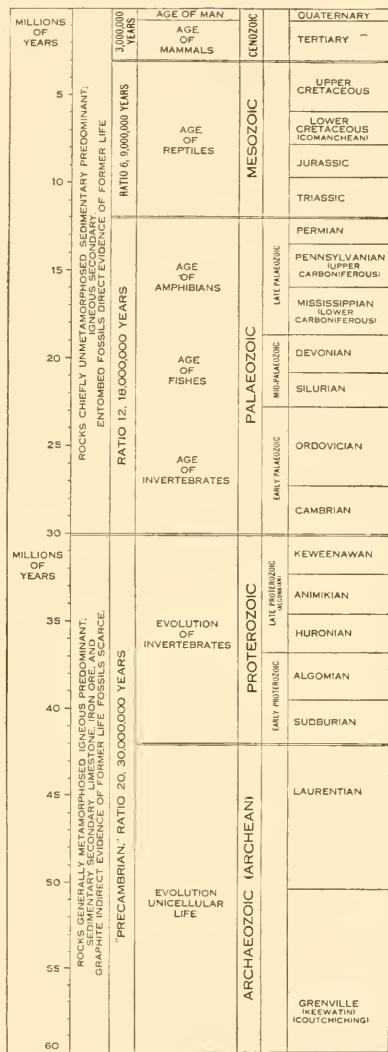 MILLIONS
OF
YEARS
5
10
15
20
25
30
MILLIONS
OF
YEARS
35
40
45
50
55
60
ROCKS CHIEFLY UNMETAMORPHOSED SEDIMENTARY PREDOMINANT;
IGNEOUS SECONDARY.
ENTOMBED FOSSILS DIRECT EVIDENCE OF FORMER LIFE
ROCKS GENERALLY METAMORPHOSED IGNEOUS PREDOMINANT;
SEDIMENTARY SECONDARY LIMESTONE, IRON ORE, AND
GRAPHITE INDIRECT EVIDENCE OF FORMER LIFE FOSSILS SCARCE.
3,000,000
YEARS
RATIO 6, 9,000,000 YEARS
RATIO 12, 18,000,000 YEARS
"PRECAMBRIAN," RATIO 20, 30,000,000 YEARS
AGE OF MAN
AGE
OF
MAMMALS
AGE
OF
REPTILES
AGE
OF
AMPHIBIANS
AGE
OF
FISHES
AGE
OF
INVERTEBRATES
EVOLUTION
OF
INVERTEBRATES
EVOLUTION
UNICELLULAR
LIFE
CENOZOIC
MESOZOIC
PALAEOZOIC
PROTEROZOIC
ARCHAEOZOIC (ARCHEAN)
LATE PALAEOZOIC
MID-PALAEOZOIC
EARLY PALAEOZOIC
LATE PROTEROZOIC
(ALGONKIAN)
EARLY PROTEROZOIC
QUATERNARY
TERTIARY
UPPER
CRETACEOUS
LOWER
CRETACEOUS
(COMANCHEAN)
JURASSIC
TRIASSIC
PERMIAN
PENNSYLVANIAN
(UPPER
CARBONIFEROUS)
MISSISSIPPIAN
(LOWER
CARBONIFEROUS)
DEVONIAN
SILURIAN
ORDOVICIAN
CAMBRIAN
KEWEENAWAN
ANIMIKIAN
HURONIAN
ALGOMIAN
SUDBURIAN
LAURENTIAN
GRENVILLE
(KEEWATIN)
(COUTCHICHING)